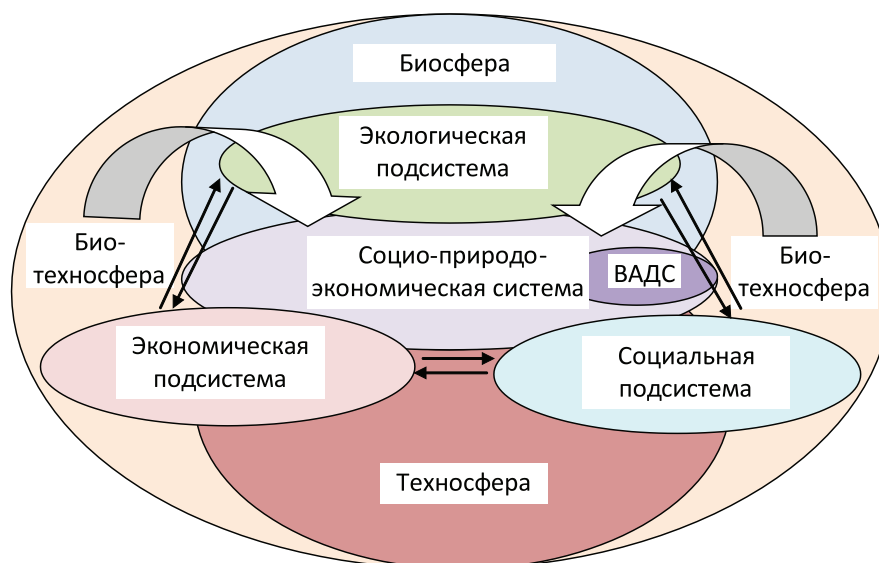 Биосфера
Экологическая
подсистема
Био-
техносфера
Социо-природо-
экономическая система
ВАДС
Био-
техносфера
Экономическая
подсистема
Социальная
подсистема
Техносфера